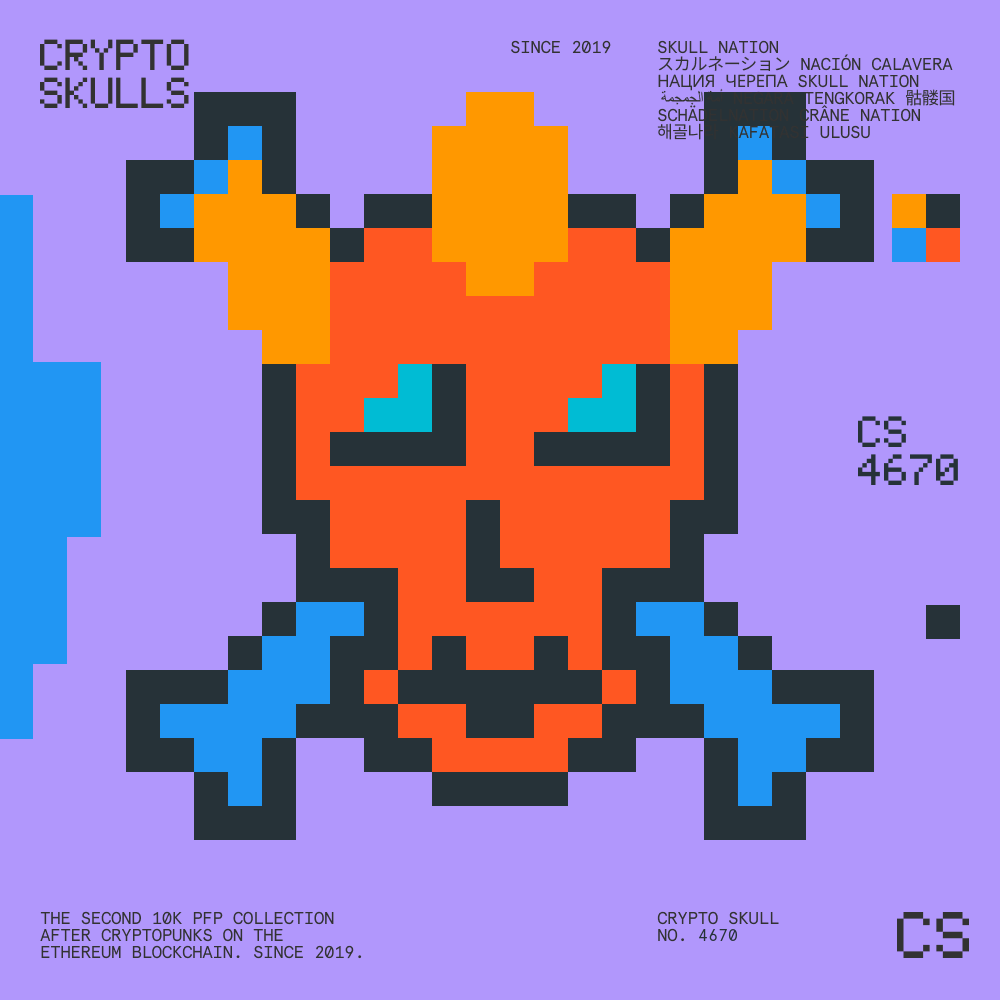 CRYPTO
SKULLS
SINCE 2019
SKULL NATION
スカルネーション NACIÓN CALAVERA
НАЦИЯ ЧЕРЕПА SKULL NATION
TENGKORAK 骷髅国
CRÂNE NATION
해골 ULUSU
CS
4670
THE SECOND 10K PFP COLLECTION
AFTER CRYPTOPUNKS ON THE
ETHEREUM BLOCKCHAIN. SINCE 2019.
CRYPTO SKULL
NO. 4670
CS